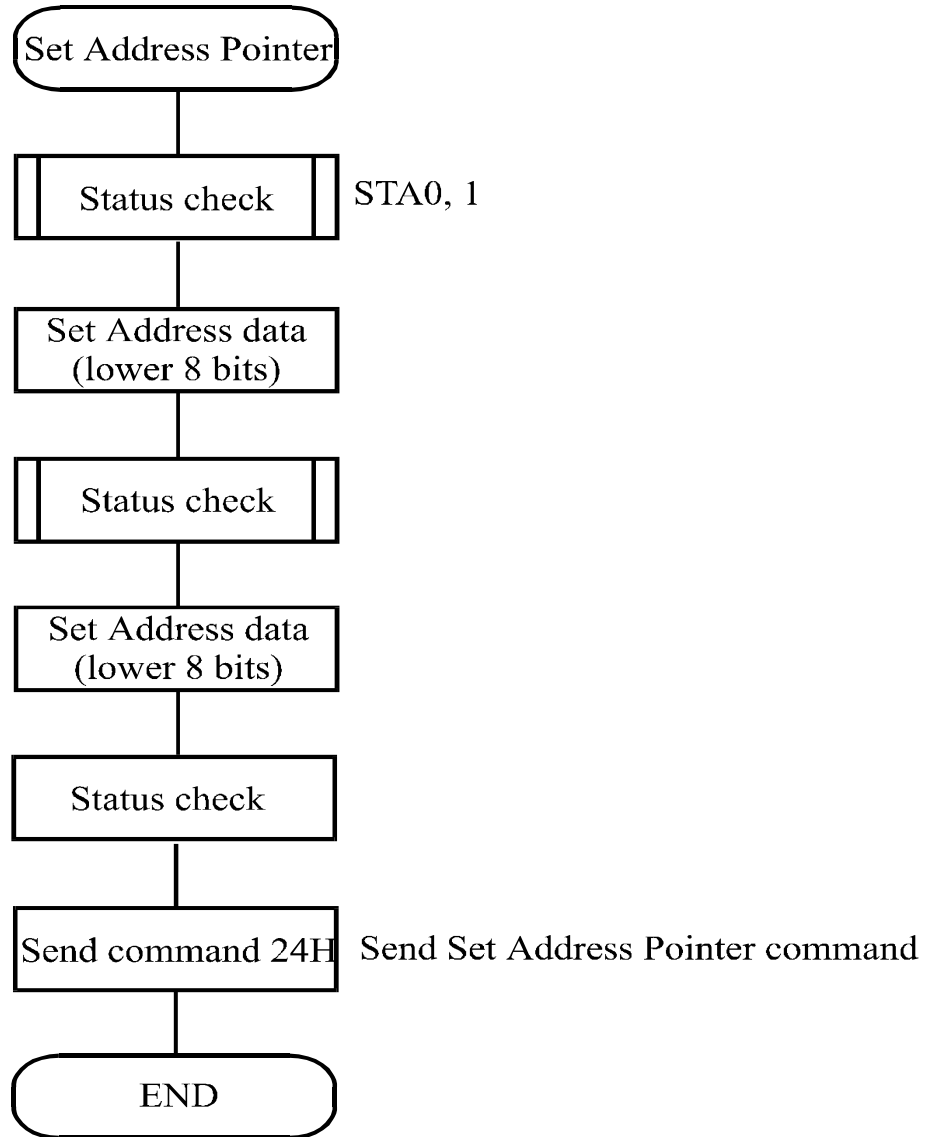 Set Address Pointer
Status check
STA0, 1
Set Address data
(lower 8 bits)
Status check
Set Address data
(lower 8 bits)
Status check
Send command 24H
Send Set Address Pointer command
END